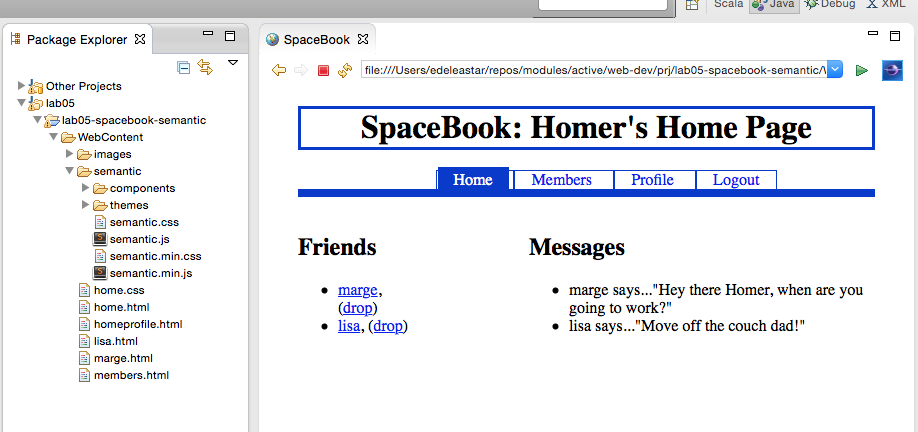 Scala Java Debug XML
Package Explorer
Other Projects
lab05
lab05-spacebook-semantic
WebContent
images
semantic
components
themes
semantic.css
semantic.js
semantic.min.css
semantic.min.js
home.css
home.html
homeprofile.html
lisa.html
marge.html
members.html
SpaceBook
file:///Users/edeleastar/repos/modules/active/web-dev/prj/lab05-spacebook-semantic/
SpaceBook: Homer's Home Page
Home Members Profile Logout
Friends
marge,
(drop)
lisa, (drop)
Messages
marge says..."Hey there Homer, when are you
going to work?"
lisa says..."Move off the couch dad!"